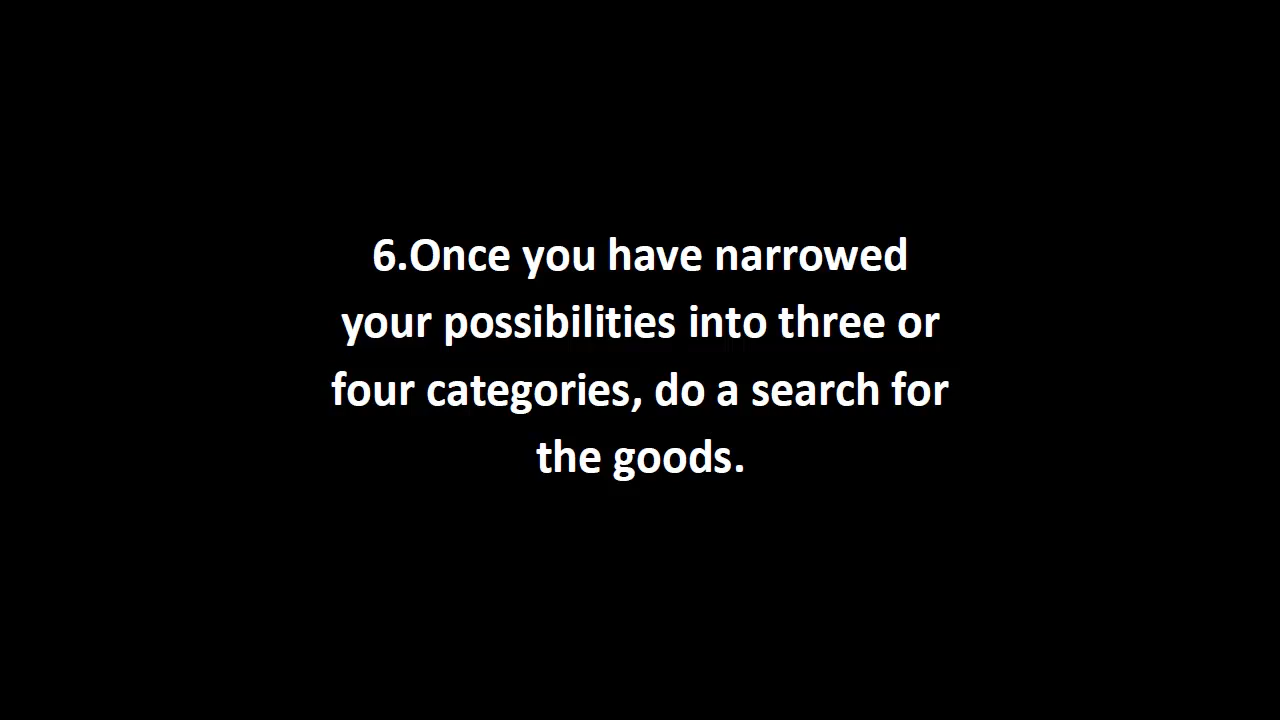 6.Once you have narrowed
your possibilities into three or
four categories, do a search for
the goods.